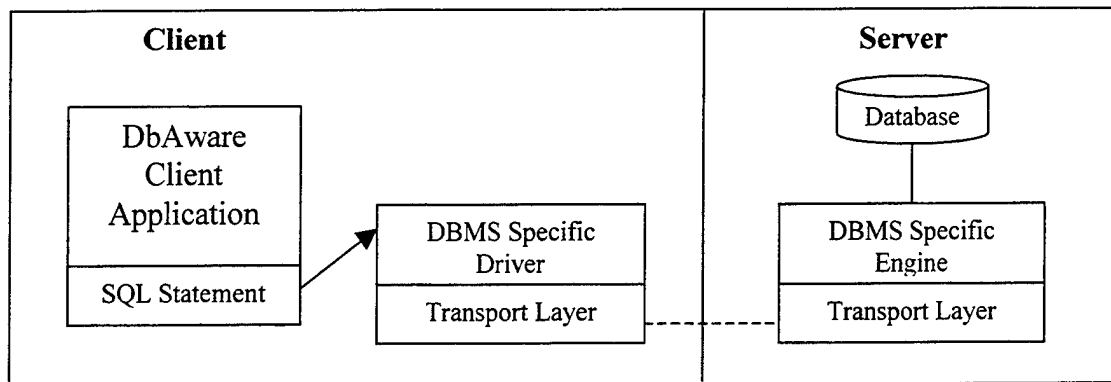 Client
Server
DbAware
Client
Application
SQL Statement
DBMS Specific
Driver
Transport Layer
Database
DBMS Specific
Engine
Transport Layer